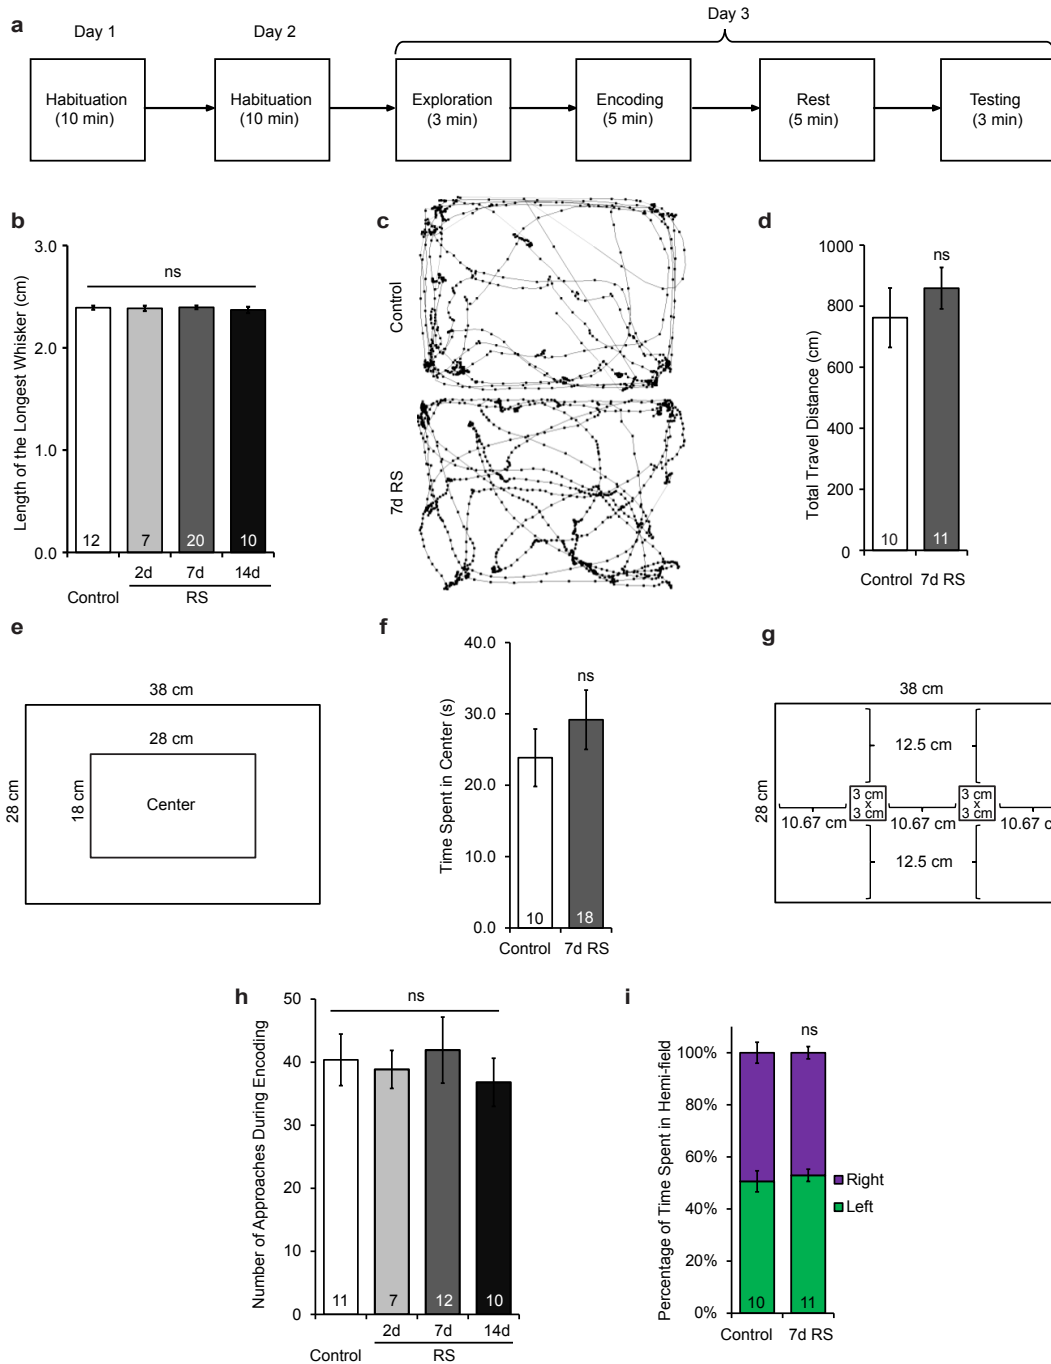 a
Day 1
Day 2
Day 3
Habituation
(10 min)
Habituation
(10 min)
Exploration
(3 min)
Encoding
(5 min)
Rest
(5 min)
Testing
(3 min)
b
Length of the Longest Whisker (cm)
3.0
2.0
1.0
0.0
ns
12
7
20
10
2d
7d
14d
Control
RS
c
Control
7d RS
d
Total Travel Distance (cm)
1000
800
600
400
200
0
ns
10
11
Control
7d RS
e
38 cm
28 cm
28 cm
18 cm
Center
f
Time Spent in Center (s)
40.0
30.0
20.0
10.0
0.0
ns
10
18
Control
7d RS
g
38 cm
28 cm
12.5 cm
3 cm
x
3 cm
3 cm
x
3 cm
10.67 cm
10.67 cm
10.67 c
12.5 cm
h
Number of Approaches During Encoding
50
40
30
20
10
0
ns
11
7
12
10
2d
7d
14d
Control
RS
i
Percentage of Time Spent in Hemi-field
100%
80%
60%
40%
20%
0%
ns
10
11
Control
7d RS
Right
Left